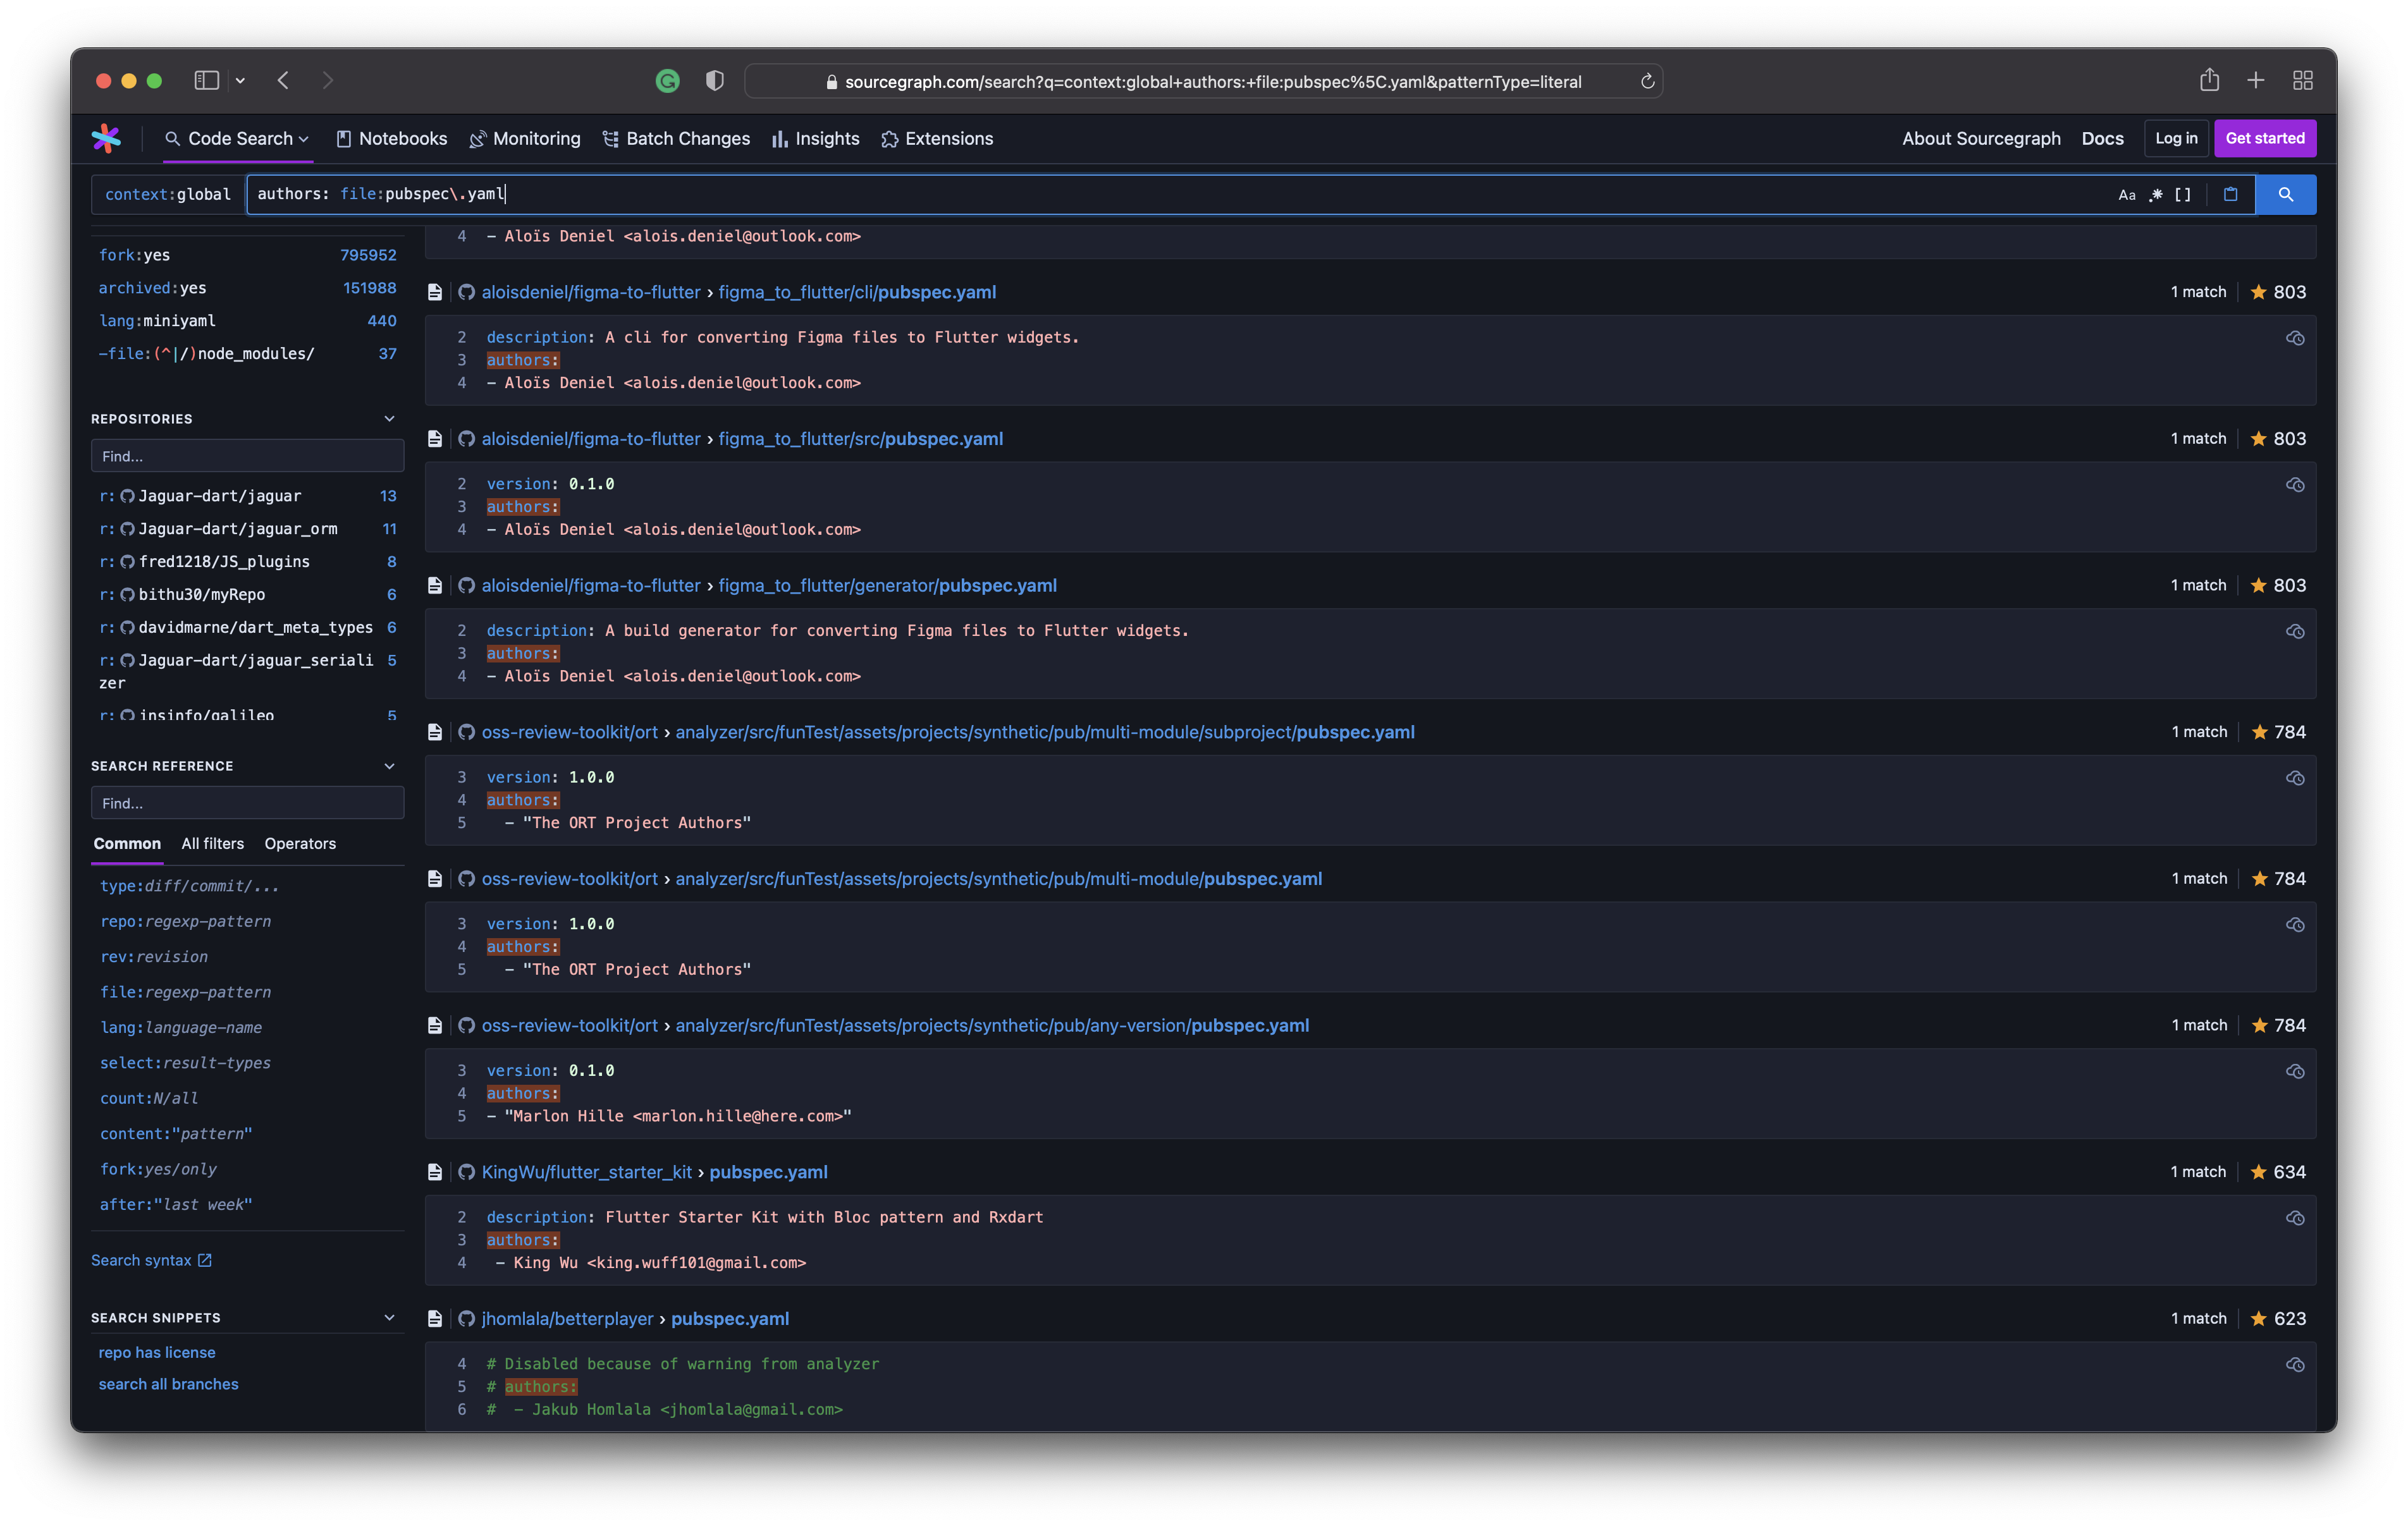 sourcegraph.com/search?q=context:global+authors:+file:pubspec%5C.yaml&patternType=literal
Code Search
Notebooks
Monitoring
Batch Changes
Insights
Extensions
About Sourcegraph
Docs
Log in
Get started
context:global
authors: file:pubspec\.yaml
Aa .* []
fork:yes 795952
archived:yes 151988
lang:miniyaml 440
-file:(^|/)node_modules/ 37
REPOSITORIES
Find...
r: Jaguar-dart/jaguar 13
r: Jaguar-dart/jaguar_orm 11
r: fred1218/JS_plugins 8
r: bithu30/myRepo 6
r: davidmarne/dart_meta_types 6
r: Jaguar-dart/jaguar_seriali 5
zer
r: insinfo/galileo 5
SEARCH REFERENCE
Find...
Common All filters Operators
type:diff/commit/...
repo:regexp-pattern
rev:revision
file:regexp-pattern
lang:language-name
select:result-types
count:N/all
content:"pattern"
fork:yes/only
after:"last week"
Search syntax
SEARCH SNIPPETS
repo has license
search all branches
4 - Aloïs Deniel <alois.deniel@outlook.com>
aloisdeniel/figma-to-flutter › figma_to_flutter/cli/pubspec.yaml 1 match 803
2 description: A cli for converting Figma files to Flutter widgets.
3 authors:
4 - Aloïs Deniel <alois.deniel@outlook.com>
aloisdeniel/figma-to-flutter › figma_to_flutter/src/pubspec.yaml 1 match 803
2 version: 0.1.0
3 authors:
4 - Aloïs Deniel <alois.deniel@outlook.com>
aloisdeniel/figma-to-flutter › figma_to_flutter/generator/pubspec.yaml 1 match 803
2 description: A build generator for converting Figma files to Flutter widgets.
3 authors:
4 - Aloïs Deniel <alois.deniel@outlook.com>
oss-review-toolkit/ort › analyzer/src/funTest/assets/projects/synthetic/pub/multi-module/subproject/pubspec.yaml 1 match 784
3 version: 1.0.0
4 authors:
5 - "The ORT Project Authors"
oss-review-toolkit/ort › analyzer/src/funTest/assets/projects/synthetic/pub/multi-module/pubspec.yaml 1 match 784
3 version: 1.0.0
4 authors:
5 - "The ORT Project Authors"
oss-review-toolkit/ort › analyzer/src/funTest/assets/projects/synthetic/pub/any-version/pubspec.yaml 1 match 784
3 version: 0.1.0
4 authors:
5 - "Marlon Hille <marlon.hille@here.com>"
KingWu/flutter_starter_kit › pubspec.yaml 1 match 634
2 description: Flutter Starter Kit with Bloc pattern and Rxdart
3 authors:
4 - King Wu <king.wuff101@gmail.com>
jhomlala/betterplayer › pubspec.yaml 1 match 623
4 # Disabled because of warning from analyzer
5 # authors:
6 # - Jakub Homlala <jhomlala@gmail.com>